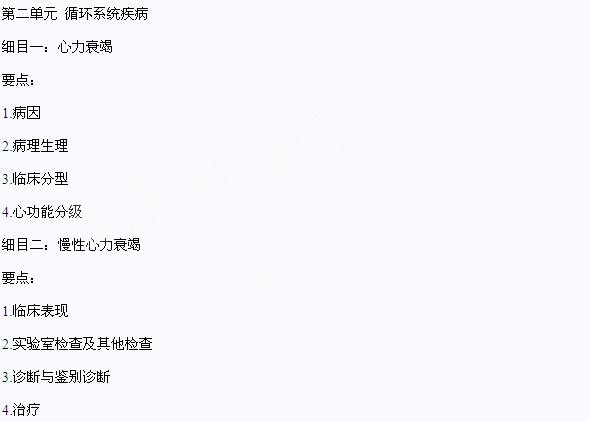 第二单元 循环系统疾病
细目一：心力衰竭
要点：
1.病因
2.病理生理
3.临床分型
4.心功能分级
细目二：慢性心力衰竭
要点：
1.临床表现
2.实验室检查及其他检查
3.诊断与鉴别诊断
4.治疗